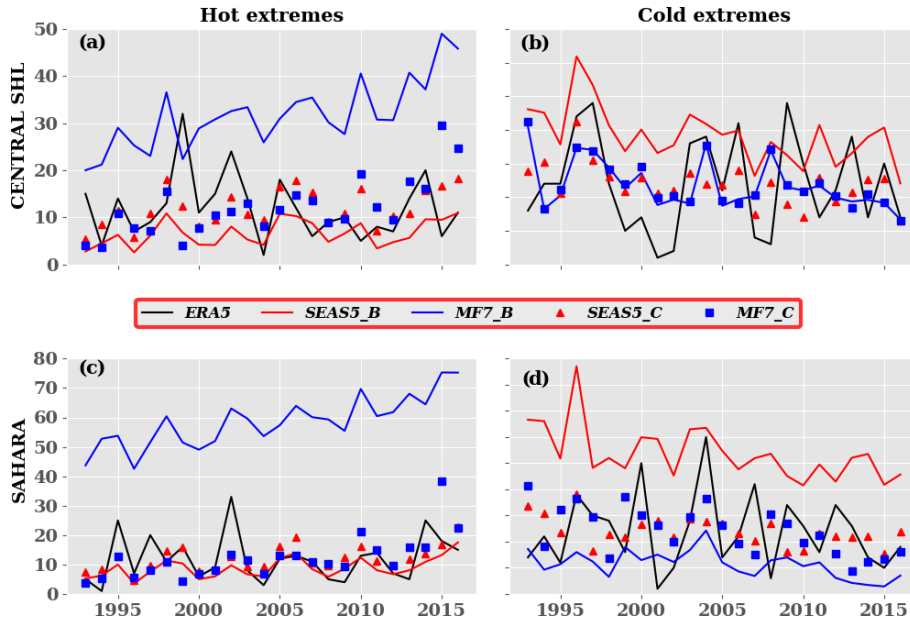 Hot extremes
Cold extremes
CENTRAL SHL
50
40
30
20
10
0
(a)
(b)
ERA5 SEAS5_B MF7_B SEAS5_C MF7_C
SAHARA
80
70
60
50
40
30
20
10
0
(c)
(d)
1995 2000 2005 2010 2015
1995 2000 2005 2010 2015